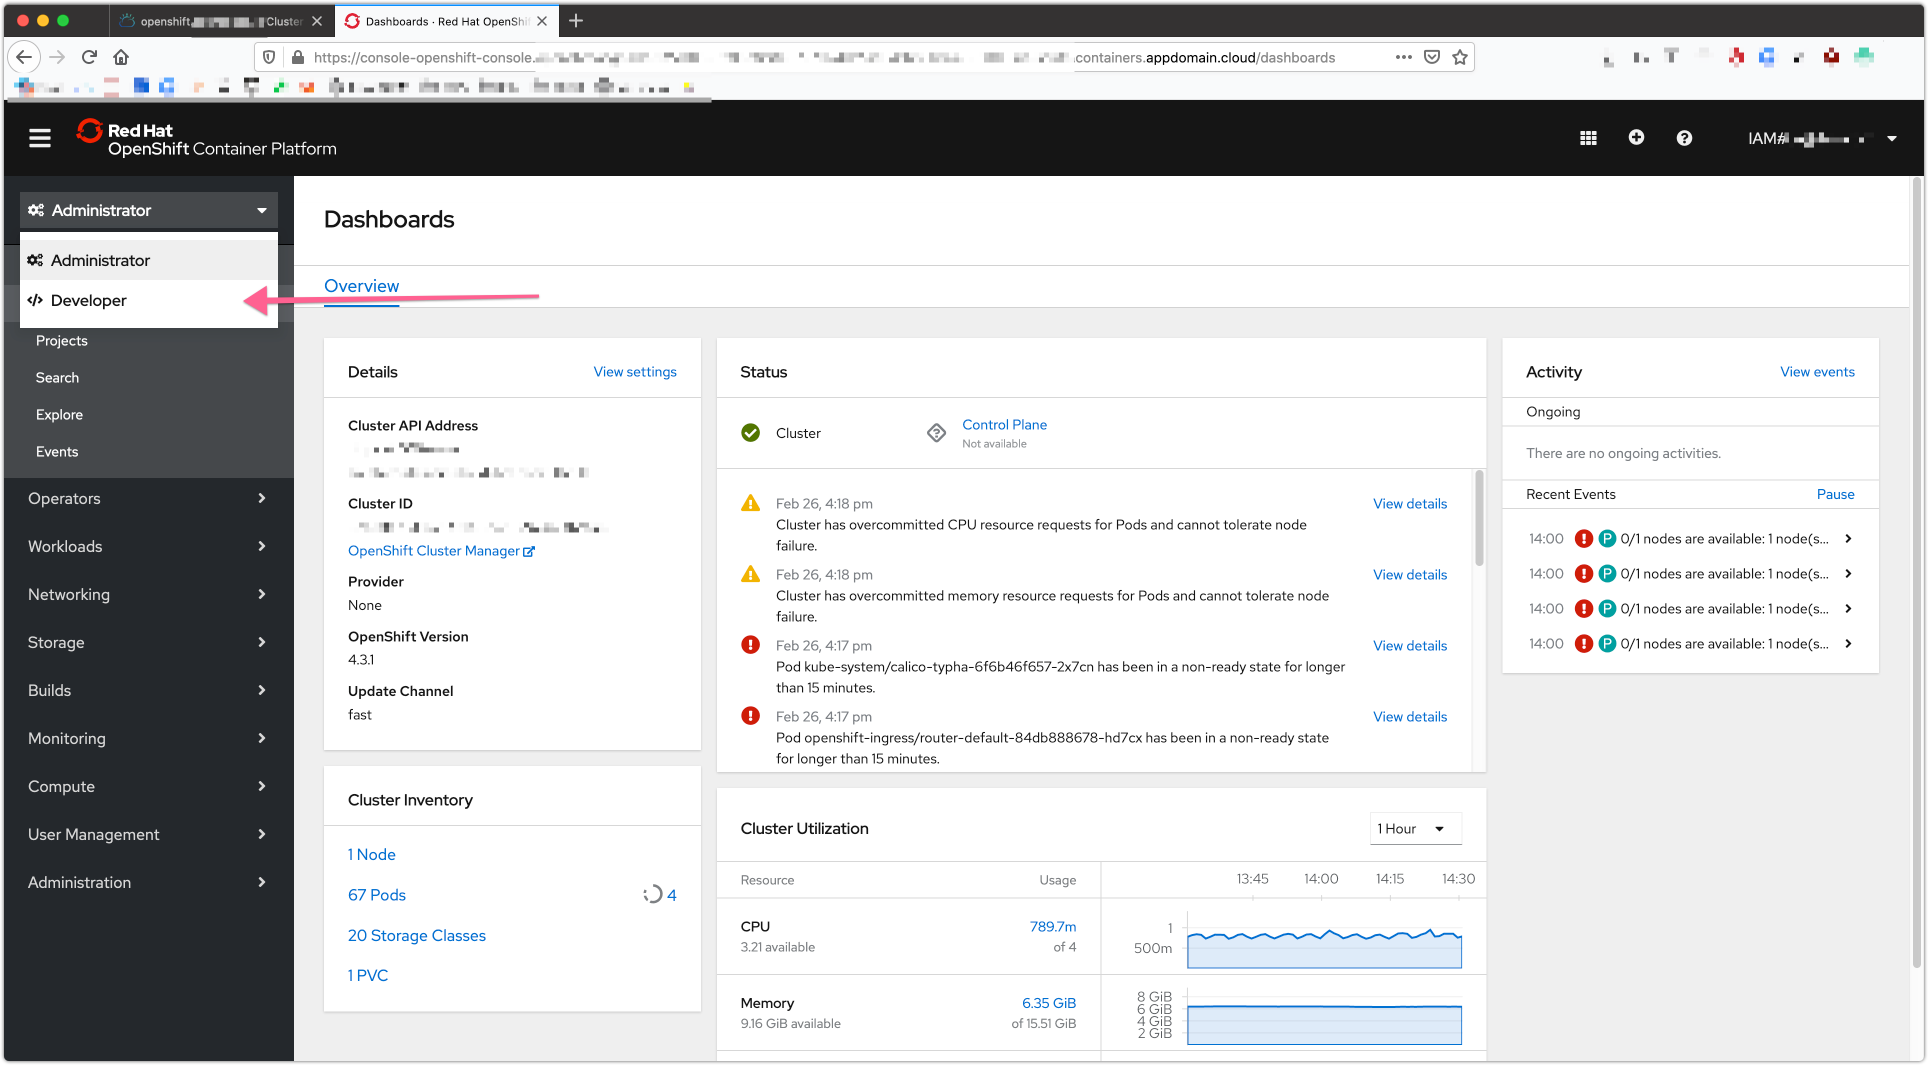 openshift. Cluster
Dashboards · Red Hat OpenShi
https://console-openshift-console. containers.appdomain.cloud/dashboards
Red Hat
OpenShift Container Platform
IAM#
Administrator
Administrator
Developer
Projects
Search
Explore
Events
Operators
Workloads
Networking
Storage
Builds
Monitoring
Compute
User Management
Administration
Dashboards
Overview
Details
View settings
Cluster API Address
Cluster ID
OpenShift Cluster Manager
Provider
None
OpenShift Version
4.3.1
Update Channel
fast
Cluster Inventory
1 Node
67 Pods
4
20 Storage Classes
1 PVC
Status
Cluster
Control Plane
Not available
Feb 26, 4:18 pm
View details
Cluster has overcommitted CPU resource requests for Pods and cannot tolerate node
failure.
Feb 26, 4:18 pm
View details
Cluster has overcommitted memory resource requests for Pods and cannot tolerate node
failure.
Feb 26, 4:17 pm
View details
Pod kube-system/calico-typha-6f6b46f657-2x7cn has been in a non-ready state for longer
than 15 minutes.
Feb 26, 4:17 pm
View details
Pod openshift-ingress/router-default-84db888678-hd7cx has been in a non-ready state
for longer than 15 minutes.
Cluster Utilization
1 Hour
Resource Usage 13:45 14:00 14:15 14:30
CPU 789.7m
3.21 available of 4
1
500m
Memory 6.35 GiB
9.16 GiB available of 15.51 GiB
8 GiB
6 GiB
4 GiB
2 GiB
Activity
View events
Ongoing
There are no ongoing activities.
Recent Events
Pause
14:00 P 0/1 nodes are available: 1 node(s...
14:00 P 0/1 nodes are available: 1 node(s...
14:00 P 0/1 nodes are available: 1 node(s...
14:00 P 0/1 nodes are available: 1 node(s...